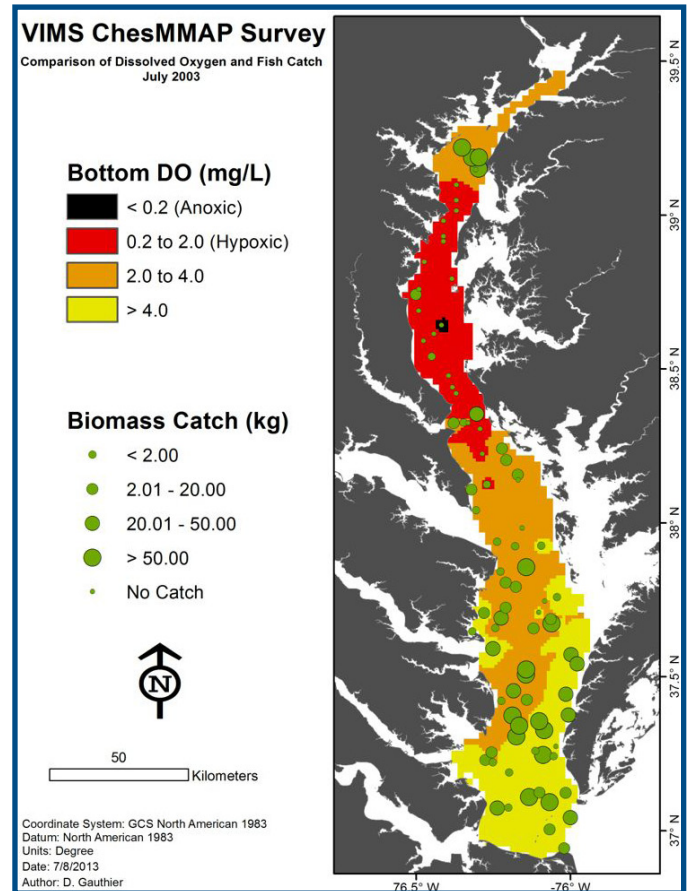 VIMS ChesMMAP Survey
Comparison of Dissolved Oxygen and Fish Catch
July 2003
Bottom DO (mg/L)
< 0.2 (Anoxic)
0.2 to 2.0 (Hypoxic)
2.0 to 4.0
> 4.0
Biomass Catch (kg)
< 2.00
2.01 - 20.00
20.01 - 50.00
> 50.00
No Catch
N
50
Kilometers
Coordinate System: GCS North American 1983
Datum: North American 1983
Units: Degree
Date: 7/8/2013
Author: D. Gauthier
39.5° N
39° N
38.5° N
38° N
37.5° N
37° N
76.5° W
-76° W